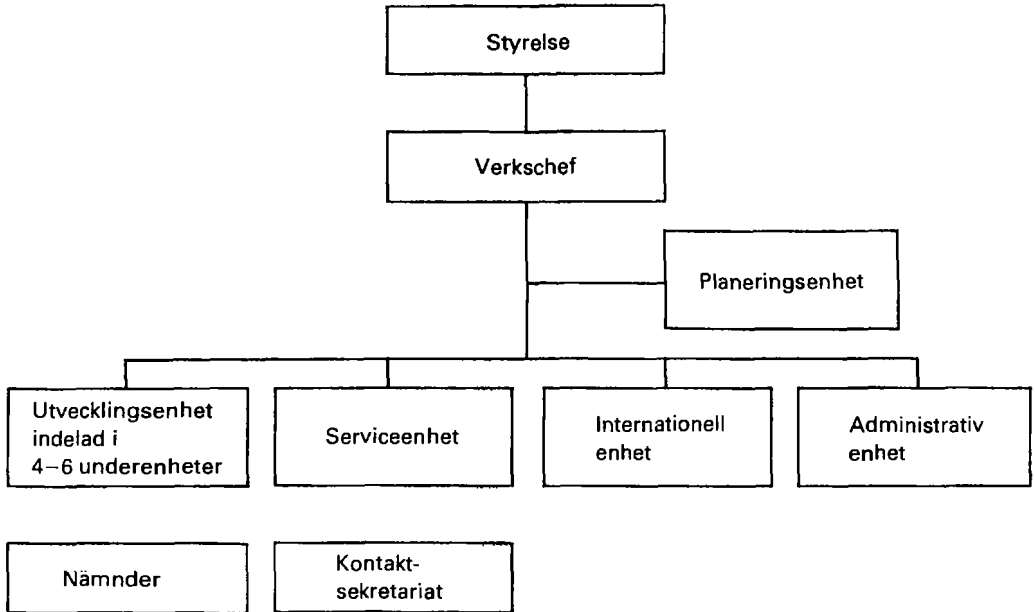 Styrelse
Verkschef
Planeringsenhet
Utvecklingsenhet
indelad i
4–6 underenheter
Serviceenhet
Internationell
enhet
Administrativ
enhet
Nämnder
Kontakt-
sekretariat